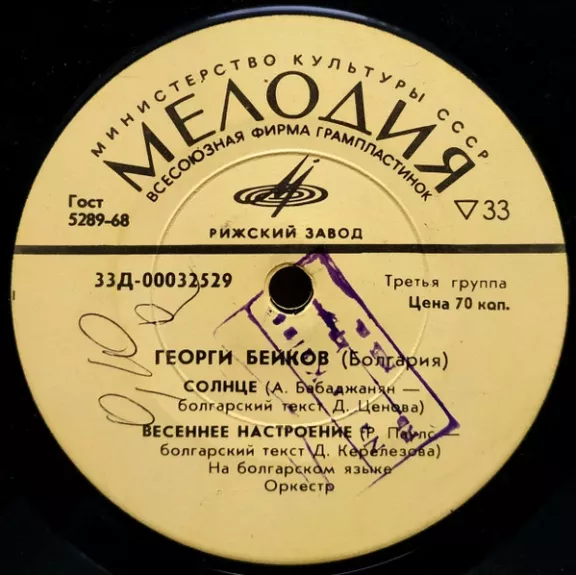 МИНИСТЕРСТВО КУЛЬТУРЫ СССР
МЕЛОДИЯ
ВСЕСОЮЗНАЯ ФИРМА ГРАМПЛАСТИНОК
Гост
5289-68
▽33
РИЖСКИЙ ЗАВОД
33Д-00032529
Третья группа
Цена 70 коп.
ГЕОРГИ БЕЙКОВ (Болгария)
СОЛНЦЕ (А. Бабаджанян —
болгарский текст Д. Ценова)
ВЕСЕННЕЕ НАСТРОЕНИЕ (Р. Паулс —
болгарский текст Д. Керелезова)
На болгарском языке
Оркестр